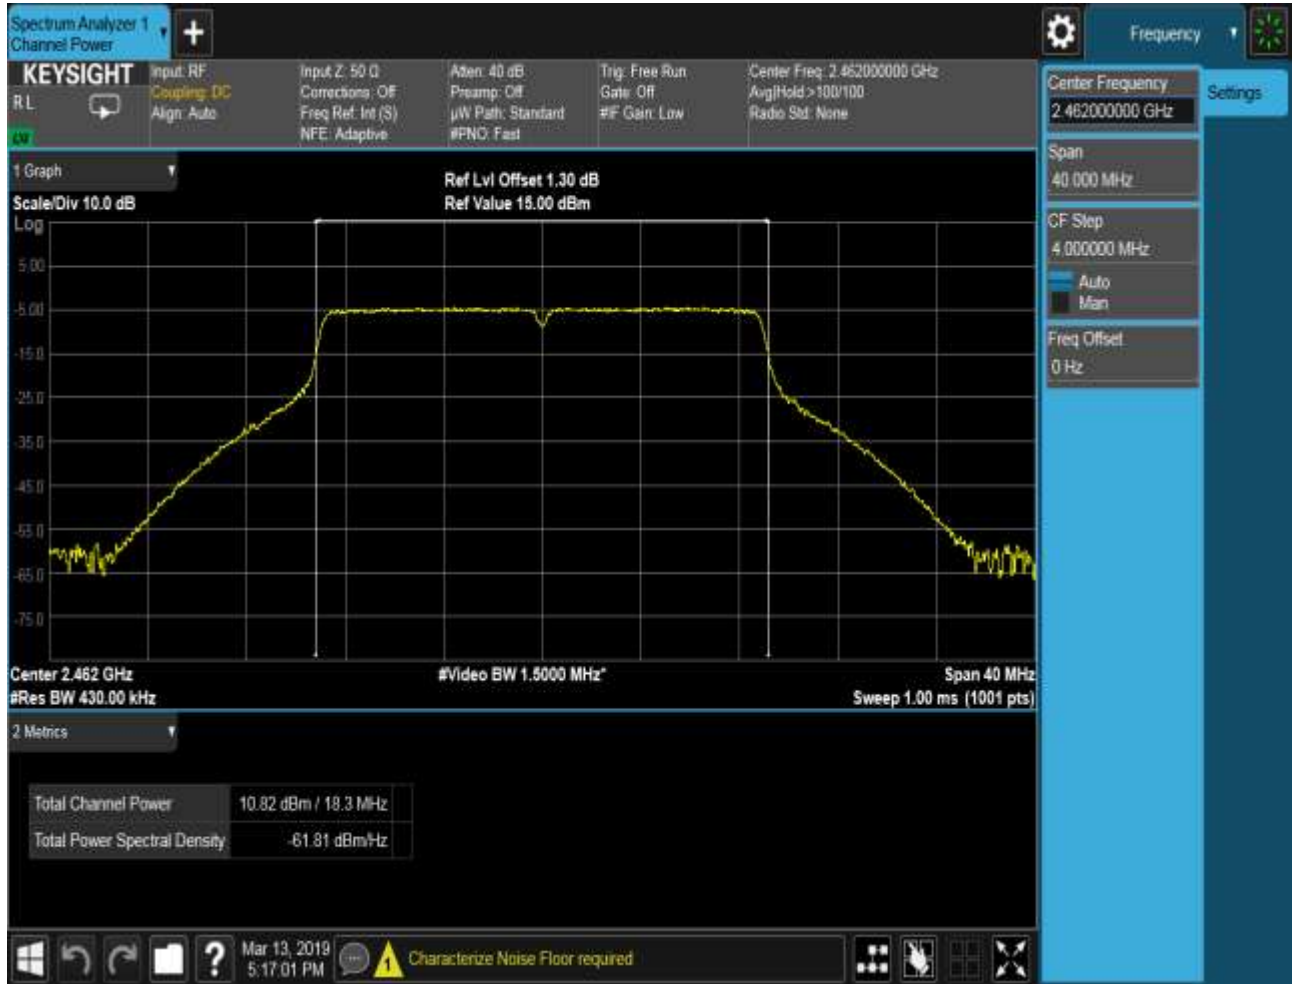 Spectrum Analyzer 1
Channel Power
Frequency
KEYSIGHT
RL
Input: RF
Coupling: DC
Align: Auto
Input Z: 50 Ω
Corrections: Off
Freq Ref: Int (S)
NFE: Adaptive
Atten: 40 dB
Preamp: Off
µW Path: Standard
#PNO: Fast
Trig: Free Run
Gate: Off
#IF Gain: Low
Center Freq: 2.462000000 GHz
Avg|Hold:>100/100
Radio Std: None
Center Frequency
2.462000000 GHz
Settings
Span
40.000 MHz
CF Step
4.000000 MHz
Auto
Man
Freq Offset
0 Hz
1 Graph
Scale/Div 10.0 dB
Ref Lvl Offset 1.30 dB
Ref Value 15.00 dBm
Log
5.00
-5.00
-15.0
-25.0
-35.0
-45.0
-55.0
-65.0
-75.0
Center 2.462 GHz
#Video BW 1.5000 MHz*
Span 40 MHz
#Res BW 430.00 kHz
Sweep 1.00 ms (1001 pts)
2 Metrics
Total Channel Power 10.82 dBm / 18.3 MHz
Total Power Spectral Density -61.81 dBm/Hz
Mar 13, 2019
5:17:01 PM
1
Characterize Noise Floor required